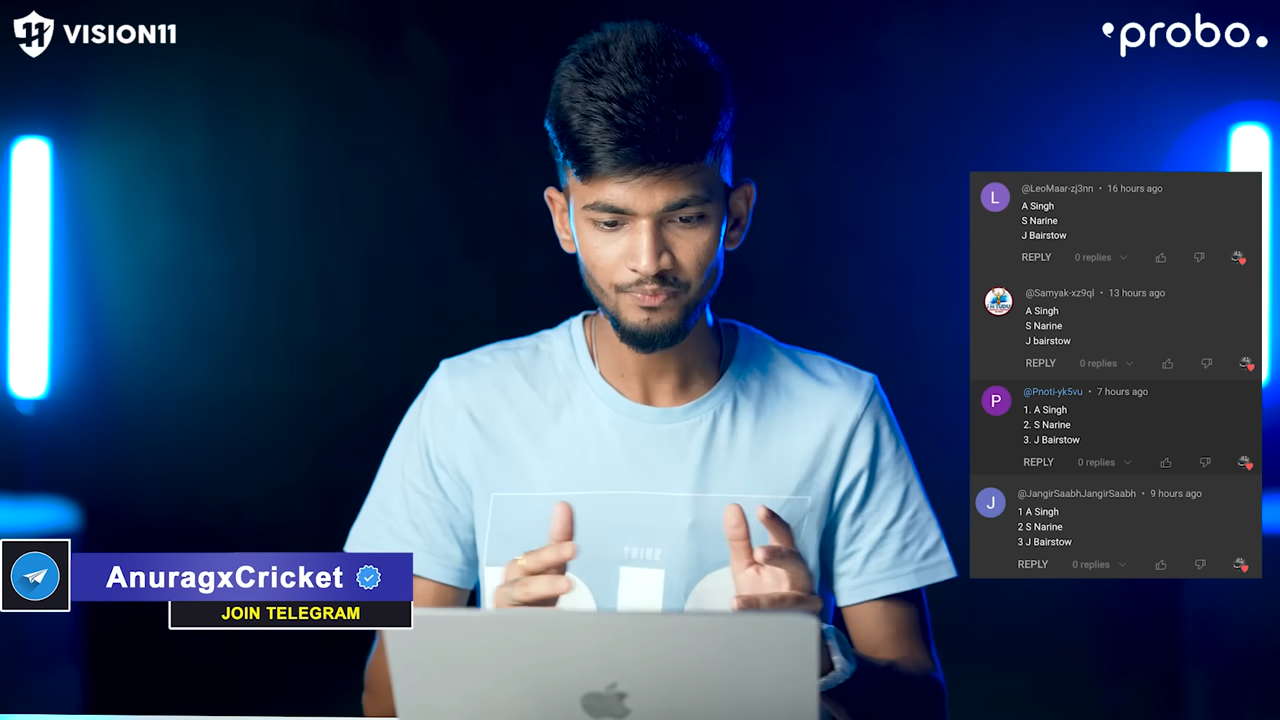 VISION11
probo.
@LeoMaar-zj3nn • 16 hours ago
A Singh
S Narine
J Bairstow
REPLY 0 replies
@Samyak-xz9ql • 13 hours ago
A Singh
S Narine
J bairstow
REPLY 0 replies
@Pnoti-yk5vu • 7 hours ago
1. A Singh
2. S Narine
3. J Bairstow
REPLY 0 replies
@JangirSaabhJangirSaabh • 9 hours ago
1 A Singh
2 S Narine
3 J Bairstow
REPLY 0 replies
L
P
J
THINK
AnuragxCricket
JOIN TELEGRAM